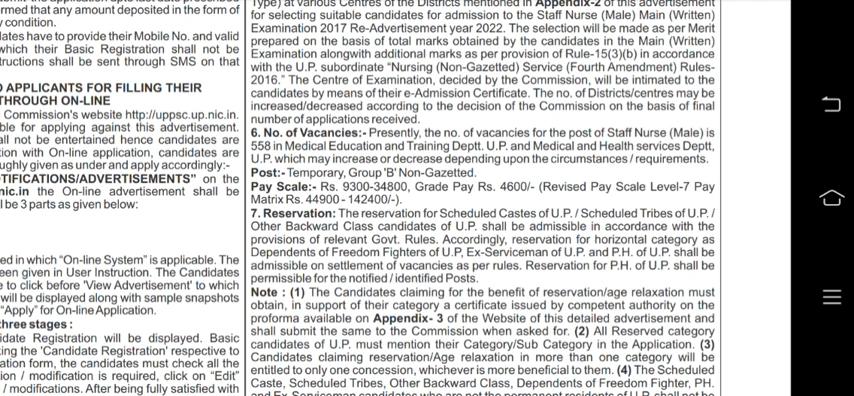 rmed that any amount deposited in the form of
condition.
ates have to provide their Mobile No. and valid
which their Basic Registration shall not be
tructions shall be sent through SMS on that
APPLICANTS FOR FILLING THEIR
THROUGH ON-LINE
Commission's website http://uppsc.up.nic.in.
ble for applying against this advertisement.
all not be entertained hence candidates are
tion with On-line application, candidates are
ughly given as under and apply accordingly:-
TIFICATIONS/ADVERTISEMENTS" on the
nic.in the On-line advertisement shall be
l be 3 parts as given below:
ed in which "On-line System" is applicable. The
een given in User Instruction. The Candidates
e to click before 'View Advertisement' to which
will be displayed along with sample snapshots
"Apply" for On-line Application.
three stages :
idate Registration will be displayed. Basic
king the 'Candidate Registration' respective to
ation form, the candidates must check all the
ion / modification is required, click on "Edit"
/ modifications. After being fully satisfied with
Type) at various Centres of the Districts mentioned in Appendix-2 of this advertisement
for selecting suitable candidates for admission to the Staff Nurse (Male) Main (Written)
Examination 2017 Re-Advertisement year 2022. The selection will be made as per Merit
prepared on the basis of total marks obtained by the candidates in the Main (Written)
Examination alongwith additional marks as per provision of Rule-15(3)(b) in accordance
with the U.P. subordinate "Nursing (Non-Gazetted) Service (Fourth Amendment) Rules-
2016." The Centre of Examination, decided by the Commission, will be intimated to the
candidates by means of their e-Admission Certificate. The no. of Districts/centres may be
increased/decreased according to the decision of the Commission on the basis of final
number of applications received.
6. No. of Vacancies:- Presently, the no. of vacancies for the post of Staff Nurse (Male) is
558 in Medical Education and Training Deptt. U.P. and Medical and Health services Deptt,
U.P. which may increase or decrease depending upon the circumstances / requirements.
Post:- Temporary, Group 'B' Non-Gazetted.
Pay Scale:- Rs. 9300-34800, Grade Pay Rs. 4600/- (Revised Pay Scale Level-7 Pay
Matrix Rs. 44900 - 142400/-).
7. Reservation: The reservation for Scheduled Castes of U.P. / Scheduled Tribes of U.P. /
Other Backward Class candidates of U.P. shall be admissible in accordance with the
provisions of relevant Govt. Rules. Accordingly, reservation for horizontal category as
Dependents of Freedom Fighters of U.P, Ex-Serviceman of U.P. and P.H. of U.P. shall be
admissible on settlement of vacancies as per rules. Reservation for P.H. of U.P. shall be
permissible for the notified / identified Posts.
Note : (1) The Candidates claiming for the benefit of reservation/age relaxation must
obtain, in support of their category a certificate issued by competent authority on the
proforma available on Appendix- 3 of the Website of this detailed advertisement and
shall submit the same to the Commission when asked for. (2) All Reserved category
candidates of U.P. must mention their Category/Sub Category in the Application. (3)
Candidates claiming reservation/Age relaxation in more than one category will be
entitled to only one concession, whichever is more beneficial to them. (4) The Scheduled
Caste, Scheduled Tribes, Other Backward Class, Dependents of Freedom Fighter, PH.
and Ex-Serviceman candidates who are not the permanent residents of U.P. shall not be